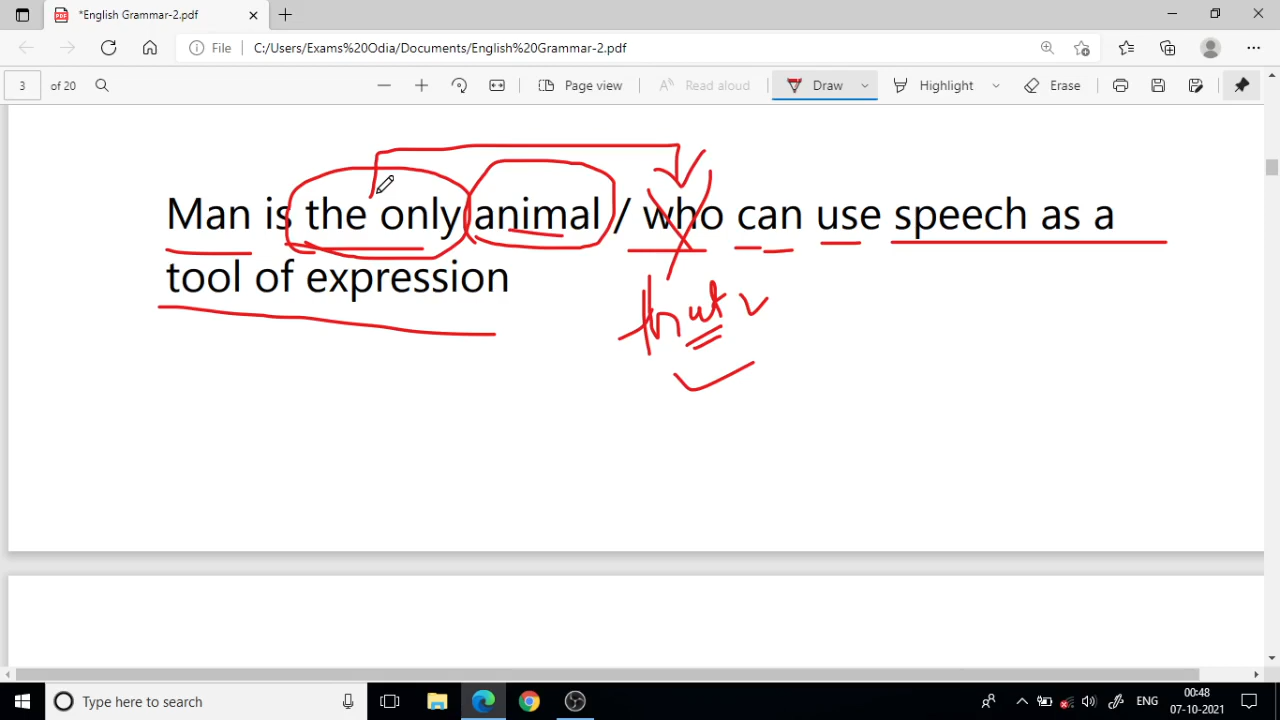 *English Grammar-2.pdf
File C:/Users/Exams%20Odia/Documents/English%20Grammar-2.pdf
3 of 20 Page view Read aloud Draw Highlight Erase
Man is the only animal / who can use speech as a
tool of expression
that
Type here to search
ENG
00:48
07-10-2021